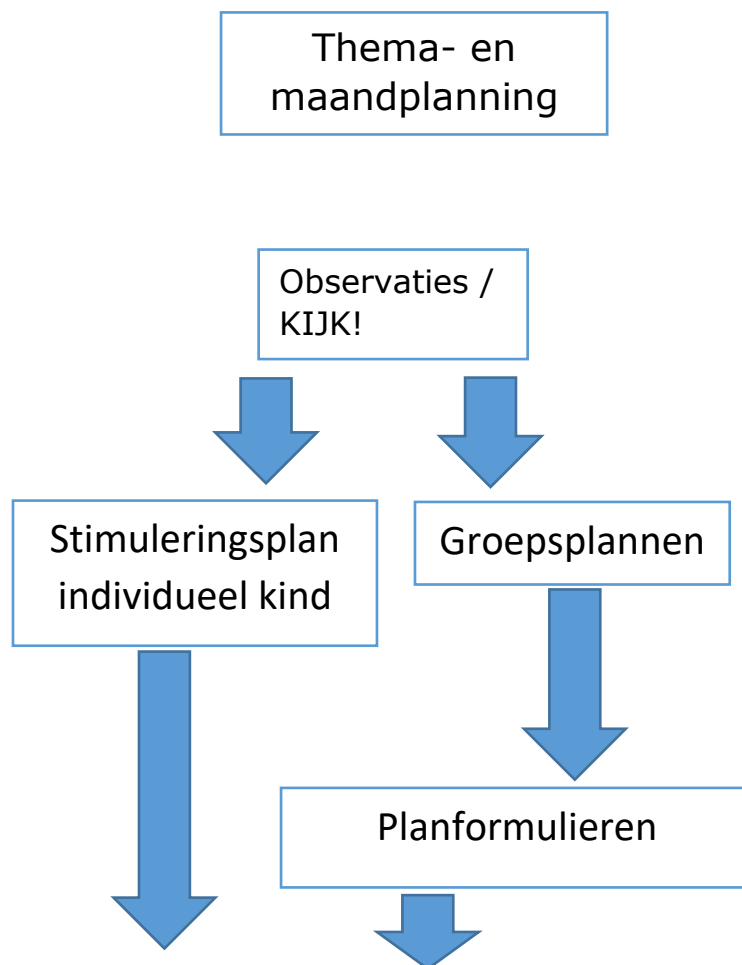 Thema- en
maandplanning
Observaties /
KIJK!
Stimuleringsplan
individueel kind
Groepsplannen
Planformulieren